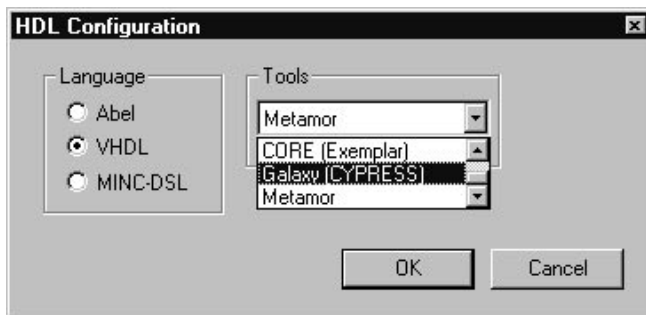 HDL Configuration
Language
Abel
VHDL
MINC-DSL
Tools
Metamor
CORE (Exemplar)
Galaxy (CYPRESS)
Metamor
OK
Cancel